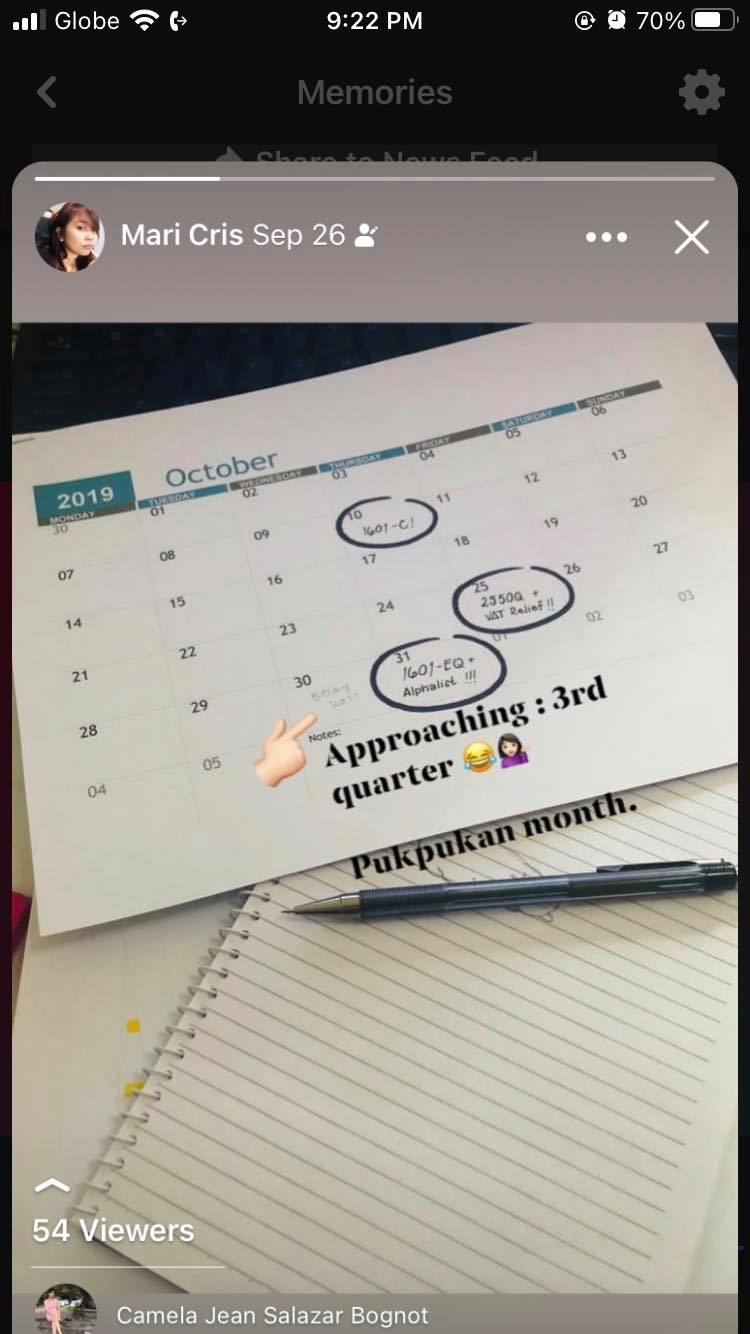 Globe 9:22 PM 70%
Memories
Share to News Feed
Mari Cris Sep 26
2019 October
MONDAY TUESDAY WEDNESDAY THURSDAY FRIDAY SATURDAY SUNDAY
30 01 02 03 04 05 06
07 08 09 10 11 12 13
1601-C!
14 15 16 17 18 19 20
21 22 23 24 25 26 27
2550Q +
VAT Relief!!
28 29 30 31 01 02 03
BDAY
1601-EQ+
Alphalist !!!
04 05 Notes:
Approaching : 3rd
quarter 😂💁🏻‍♀️
Pukpukan month.
54 Viewers
Camela Jean Salazar Bognot